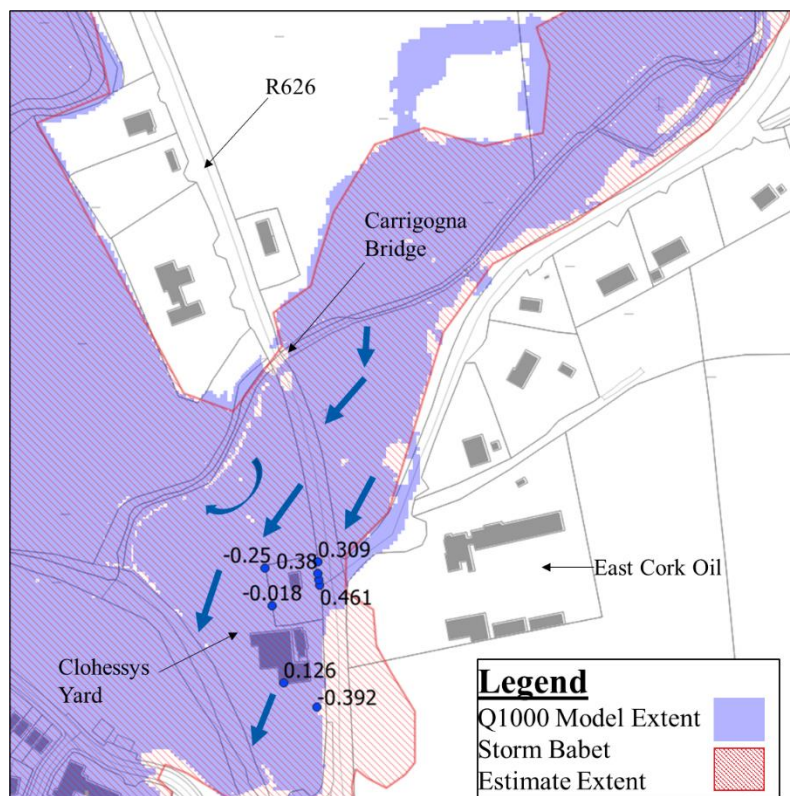 R626
Carrigogna
Bridge
-0.25
0.38
0.309
-0.018
0.461
East Cork Oil
Clohessys
Yard
0.126
-0.392
Legend
Q1000 Model Extent
Storm Babet
Estimate Extent